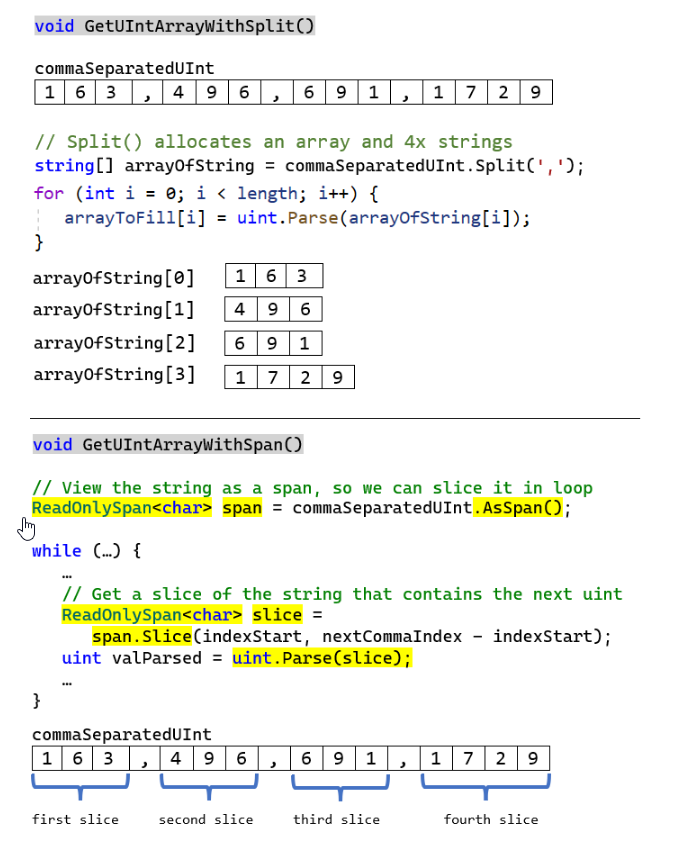 void GetUIntArrayWithSplit()
commaSeparatedUInt
1 6 3 , 4 9 6 , 6 9 1 , 1 7 2 9
// Split() allocates an array and 4x strings
string[] arrayOfString = commaSeparatedUInt.Split(',');
for (int i = 0; i < length; i++) {
arrayToFill[i] = uint.Parse(arrayOfString[i]);
}
arrayOfString[0] 1 6 3
arrayOfString[1] 4 9 6
arrayOfString[2] 6 9 1
arrayOfString[3] 1 7 2 9
void GetUIntArrayWithSpan()
// View the string as a span, so we can slice it in loop
ReadOnlySpan<char> span = commaSeparatedUInt.AsSpan();
while (…) {
…
// Get a slice of the string that contains the next uint
ReadOnlySpan<char> slice =
span.Slice(indexStart, nextCommaIndex - indexStart);
uint valParsed = uint.Parse(slice);
…
}
commaSeparatedUInt
1 6 3 , 4 9 6 , 6 9 1 , 1 7 2 9
first slice second slice third slice fourth slice